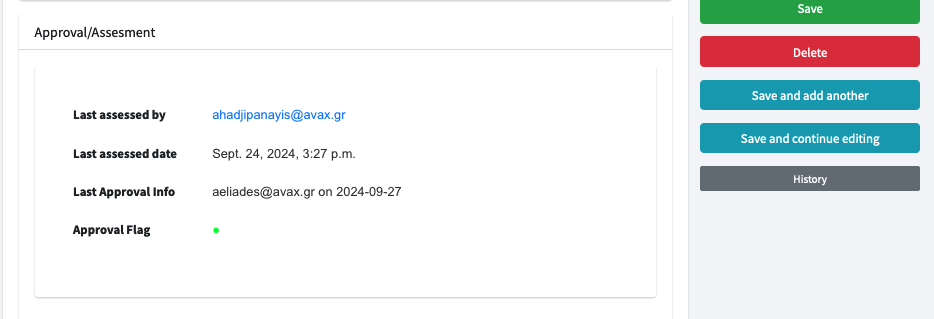 Approval/Assesment
Last assessed by ahadjipanayis@avax.gr
Last assessed date Sept. 24, 2024, 3:27 p.m.
Last Approval Info aeliades@avax.gr on 2024-09-27
Approval Flag
Save
Delete
Save and add another
Save and continue editing
History